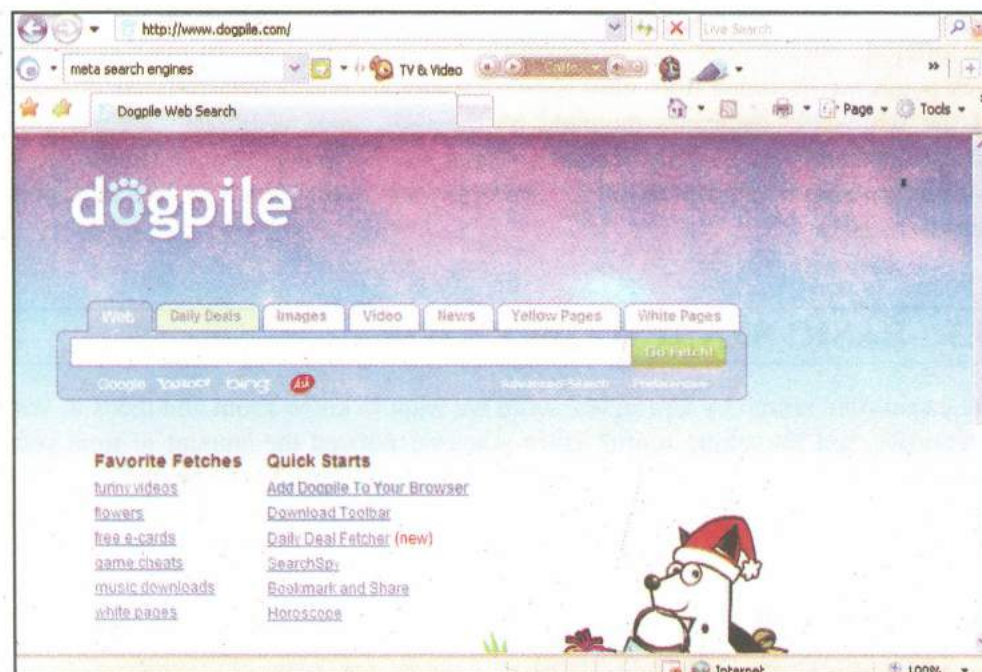 http://www.dogpile.com/ Live Search
meta search engines TV & Video
Dogpile Web Search Page Tools
dogpile
Web Daily Deals Images Video News Yellow Pages White Pages
Go Fetch!
Google Yahoo! bing Ask Advanced Search Preferences
Favorite Fetches Quick Starts
funny videos Add Dogpile To Your Browser
flowers Download Toolbar
free e-cards Daily Deal Fetcher (new)
game cheats SearchSpy
music downloads Bookmark and Share
white pages Horoscope
Internet 100%